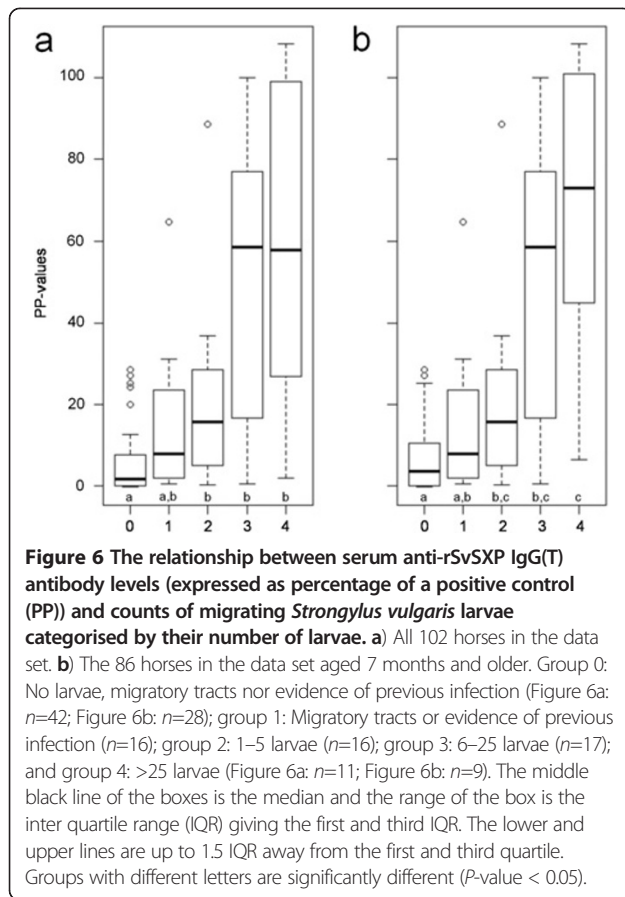 a
b
100
80
60
40
20
0
PP-values
a a,b b b b
a a,b b,c b,c c
0 1 2 3 4
0 1 2 3 4
Figure 6 The relationship between serum anti-rSvSXP IgG(T)
antibody levels (expressed as percentage of a positive control
(PP)) and counts of migrating Strongylus vulgaris larvae
categorised by their number of larvae. a) All 102 horses in the data
set. b) The 86 horses in the data set aged 7 months and older. Group 0:
No larvae, migratory tracts nor evidence of previous infection (Figure 6a:
n=42; Figure 6b: n=28); group 1: Migratory tracts or evidence of previous
infection (n=16); group 2: 1–5 larvae (n=16); group 3: 6–25 larvae (n=17);
and group 4: >25 larvae (Figure 6a: n=11; Figure 6b: n=9). The middle
black line of the boxes is the median and the range of the box is the
inter quartile range (IQR) giving the first and third IQR. The lower and
upper lines are up to 1.5 IQR away from the first and third quartile.
Groups with different letters are significantly different (P-value < 0.05).